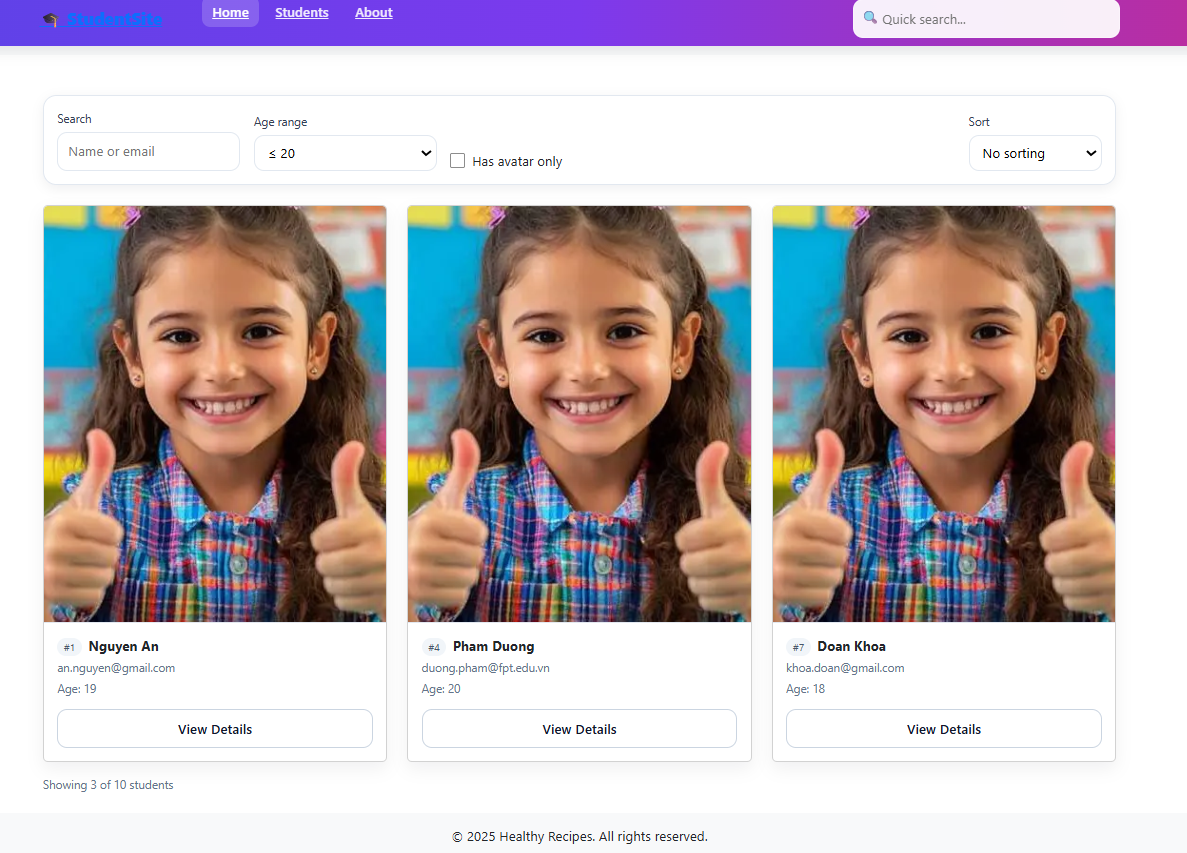 StudentSite
Home Students About
Quick search...
Search
Name or email
Age range
≤ 20
Has avatar only
Sort
No sorting
#1 Nguyen An
an.nguyen@gmail.com
Age: 19
View Details
#4 Pham Duong
duong.pham@fpt.edu.vn
Age: 20
View Details
#7 Doan Khoa
khoa.doan@gmail.com
Age: 18
View Details
Showing 3 of 10 students
© 2025 Healthy Recipes. All rights reserved.